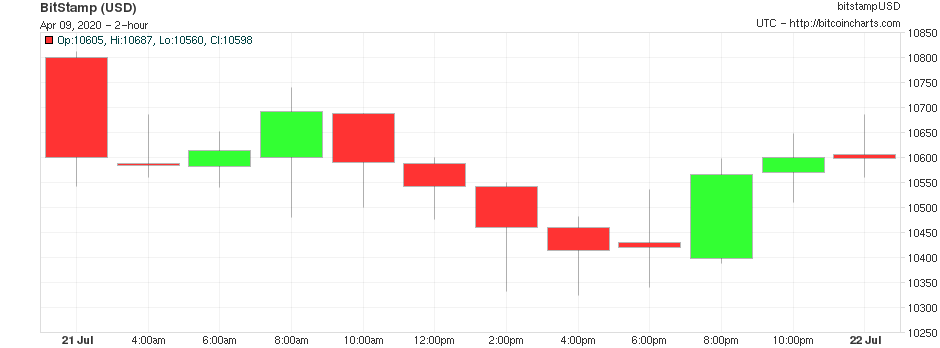 BitStamp (USD)
bitstampUSD
Apr 09, 2020 - 2-hour
UTC - http://bitcoincharts.com
Op:10605, Hi:10687, Lo:10560, Cl:10598
10850
10800
10750
10700
10650
10600
10550
10500
10450
10400
10350
10300
10250
21 Jul 4:00am 6:00am 8:00am 10:00am 12:00pm 2:00pm 4:00pm 6:00pm 8:00pm 10:00pm 22 Jul